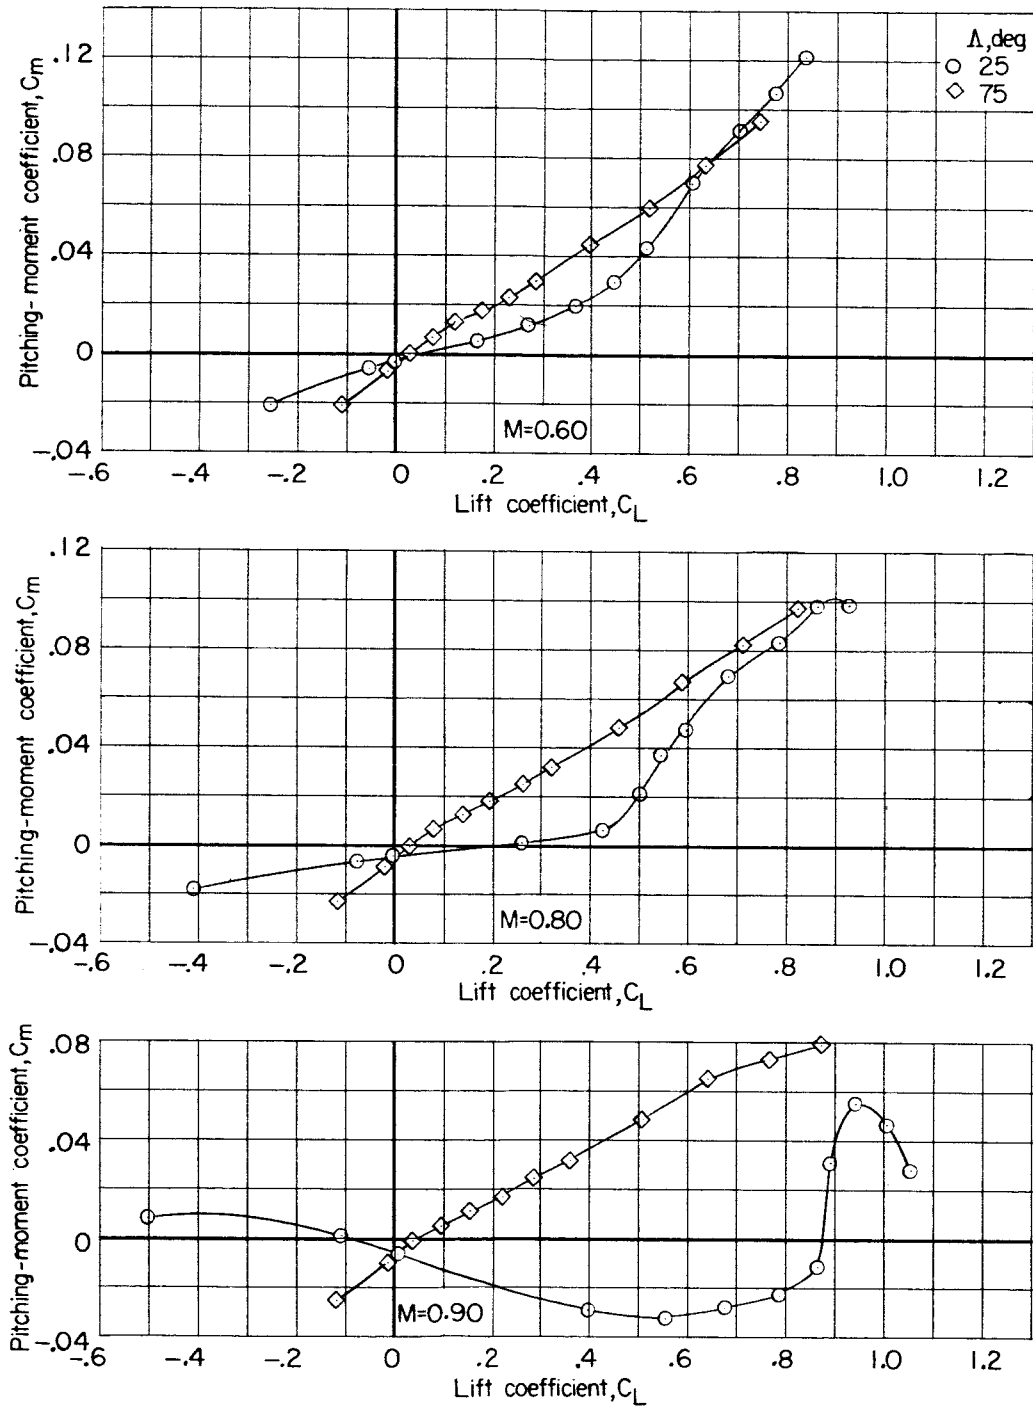 Λ,deg
25
75
Pitching-moment coefficient, Cm
.12
.08
.04
0
-.04
M=0.60
-.6 -.4 -.2 0 .2 .4 .6 .8 1.0 1.2
Lift coefficient, CL
Pitching-moment coefficient, Cm
.12
.08
.04
0
-.04
M=0.80
-.6 -.4 -.2 0 .2 .4 .6 .8 1.0 1.2
Lift coefficient, CL
Pitching-moment coefficient, Cm
.08
.04
0
-.04
M=0.90
-.6 -.4 -.2 0 .2 .4 .6 .8 1.0 1.2
Lift coefficient, CL